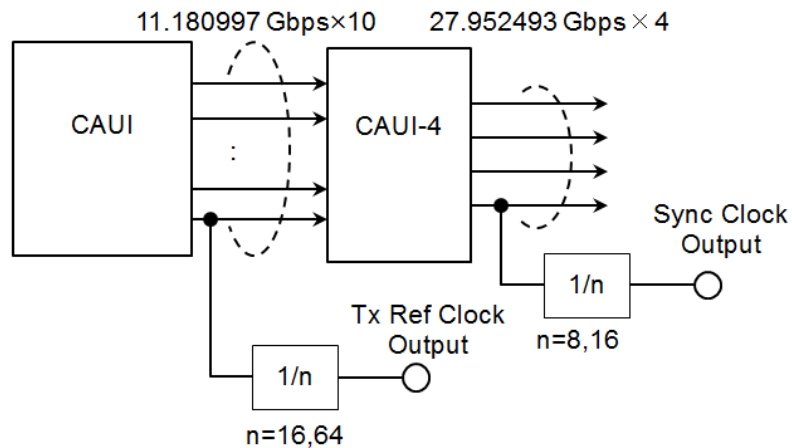 11.180997 Gbps×10
27.952493 Gbps × 4
CAUI
:
CAUI-4
Sync Clock
Output
1/n
n=8,16
Tx Ref Clock
Output
1/n
n=16,64